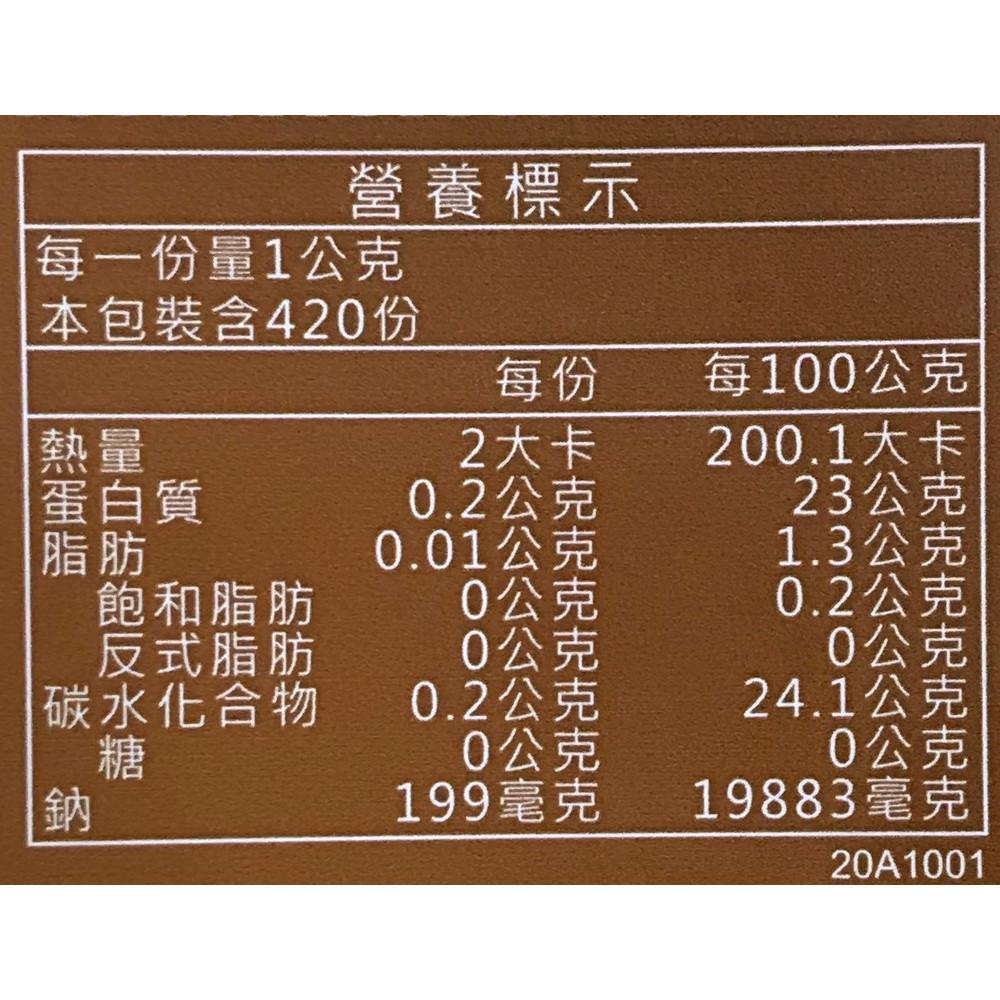 營養標示
每一份量1公克
本包裝含420份
每份 每100公克
熱量 2大卡 200.1大卡
蛋白質 0.2公克 23公克
脂肪 0.01公克 1.3公克
飽和脂肪 0公克 0.2公克
反式脂肪 0公克 0公克
碳水化合物 0.2公克 24.1公克
糖 0公克 0公克
鈉 199毫克 19883毫克
20A1001